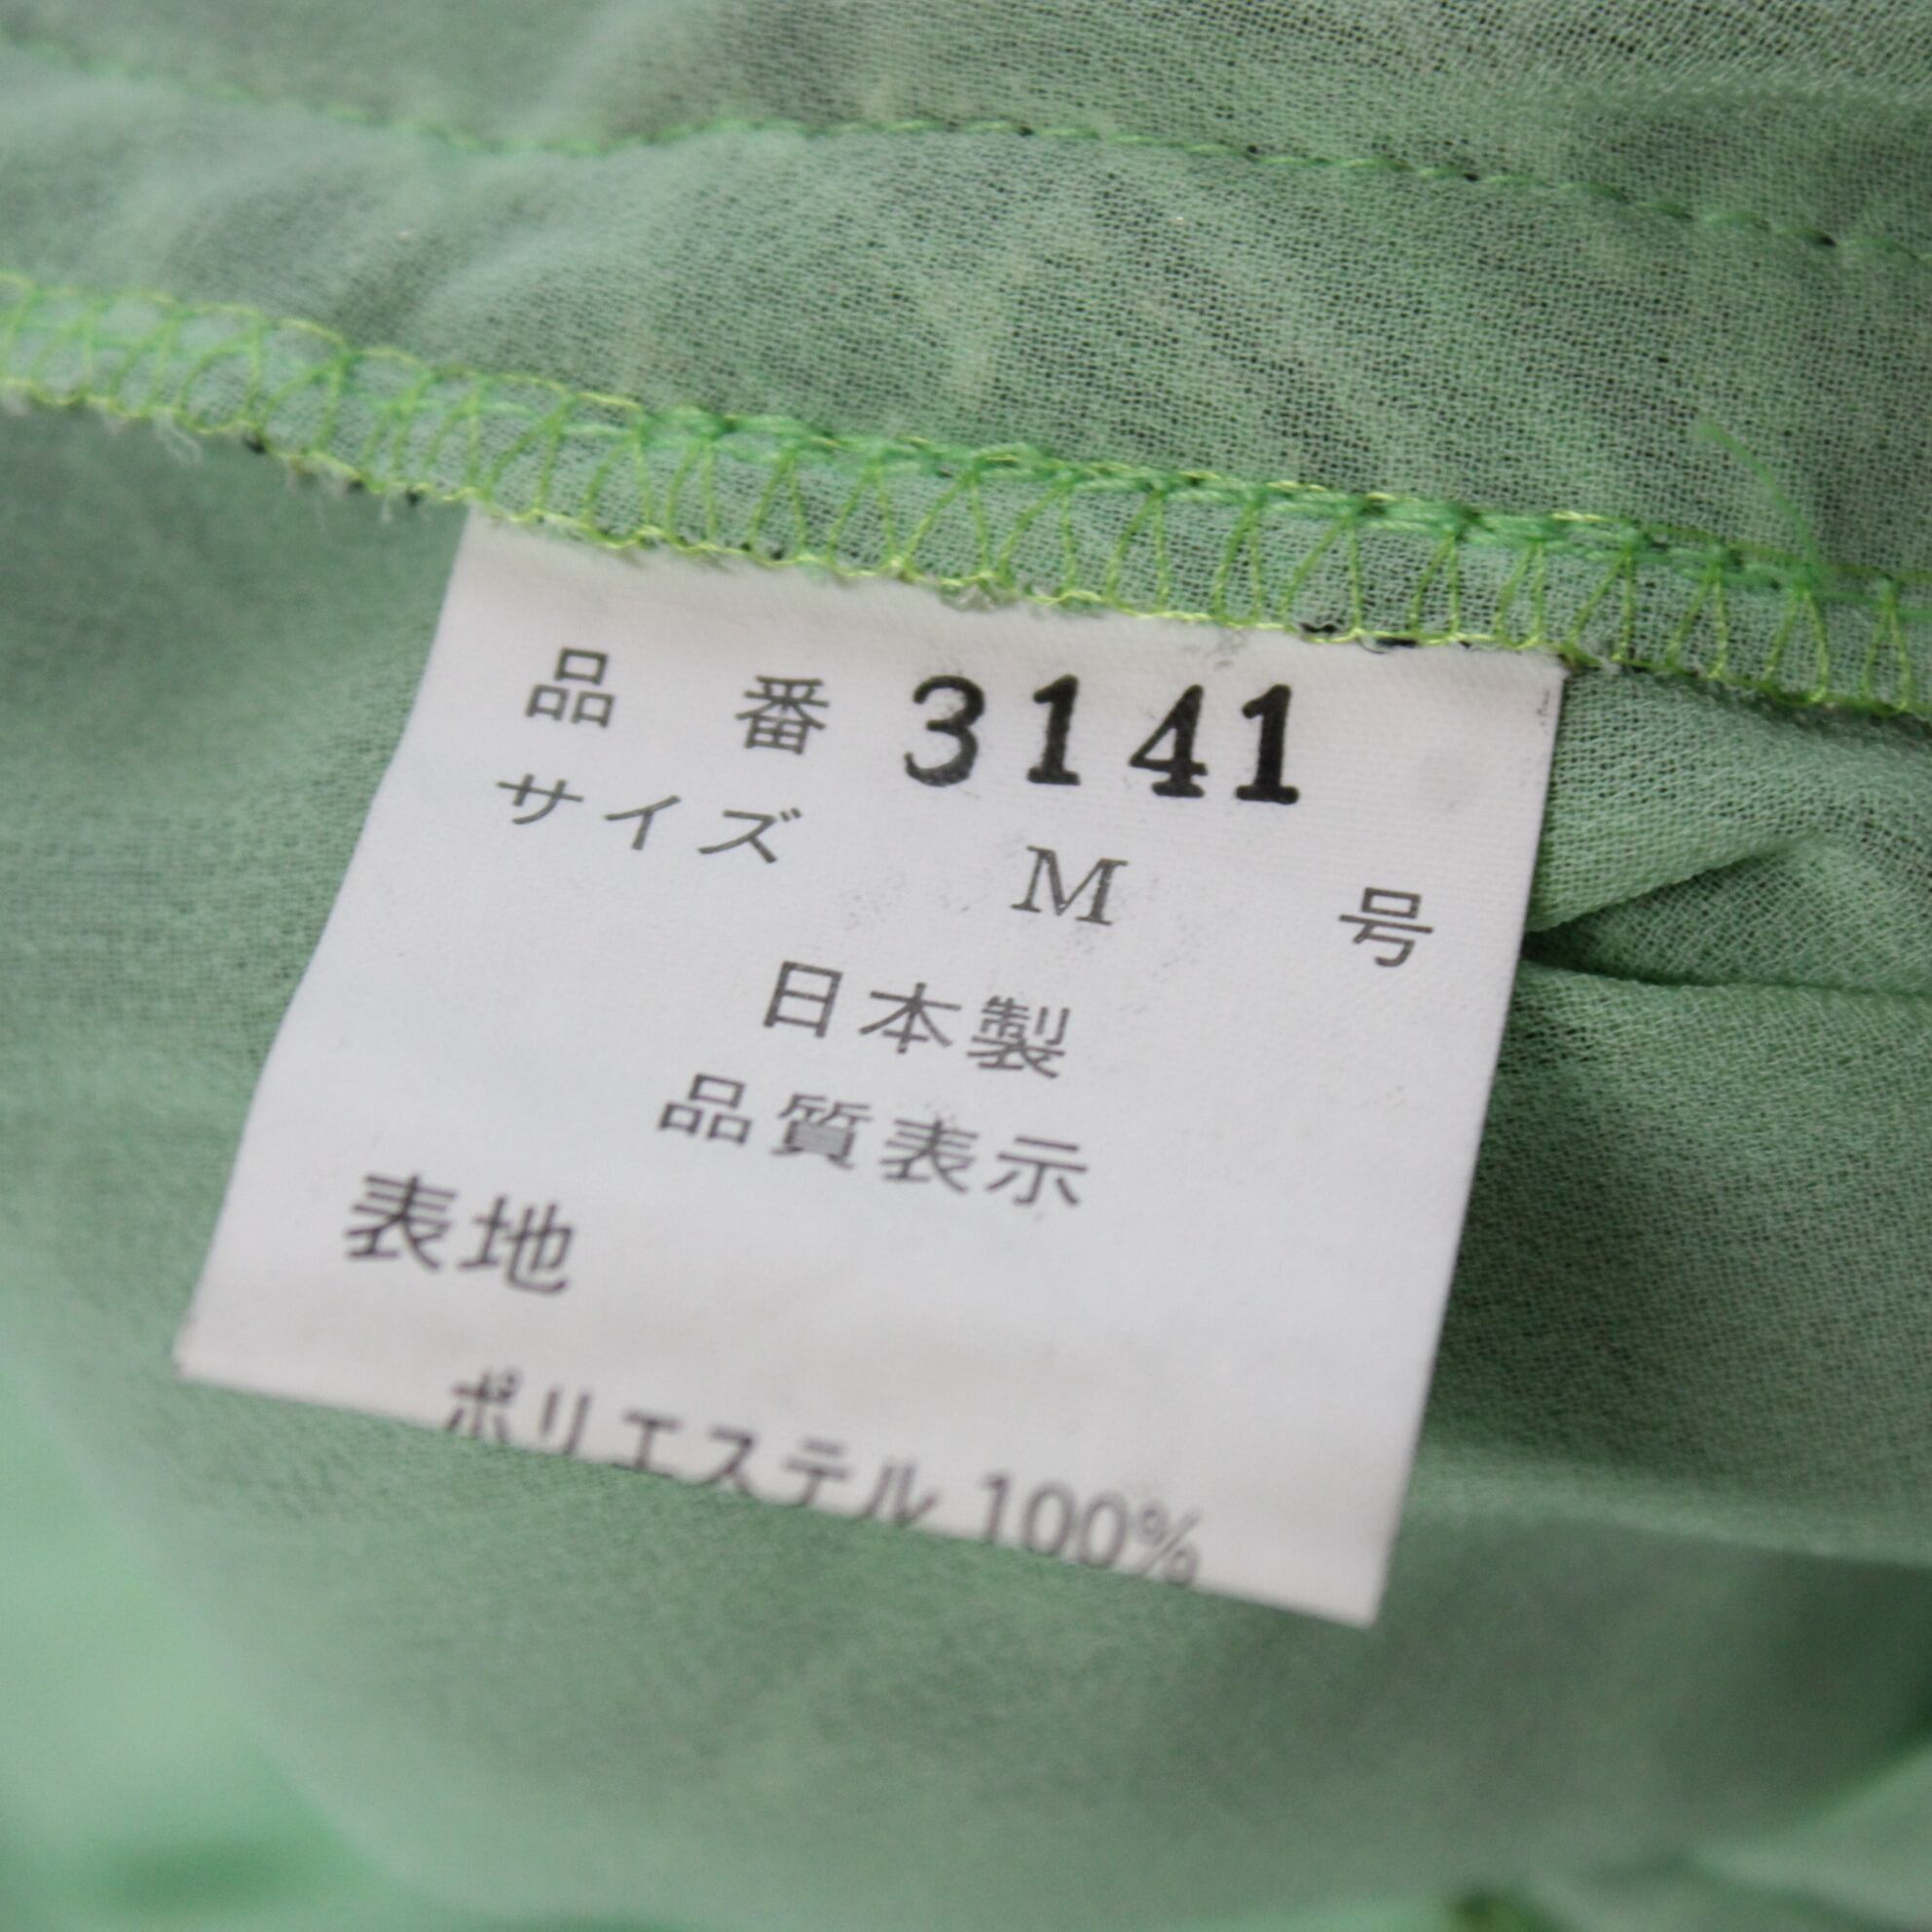 品 番 3141
サイズ M 号
日本製
品質表示
表地
ポリエステル 100%